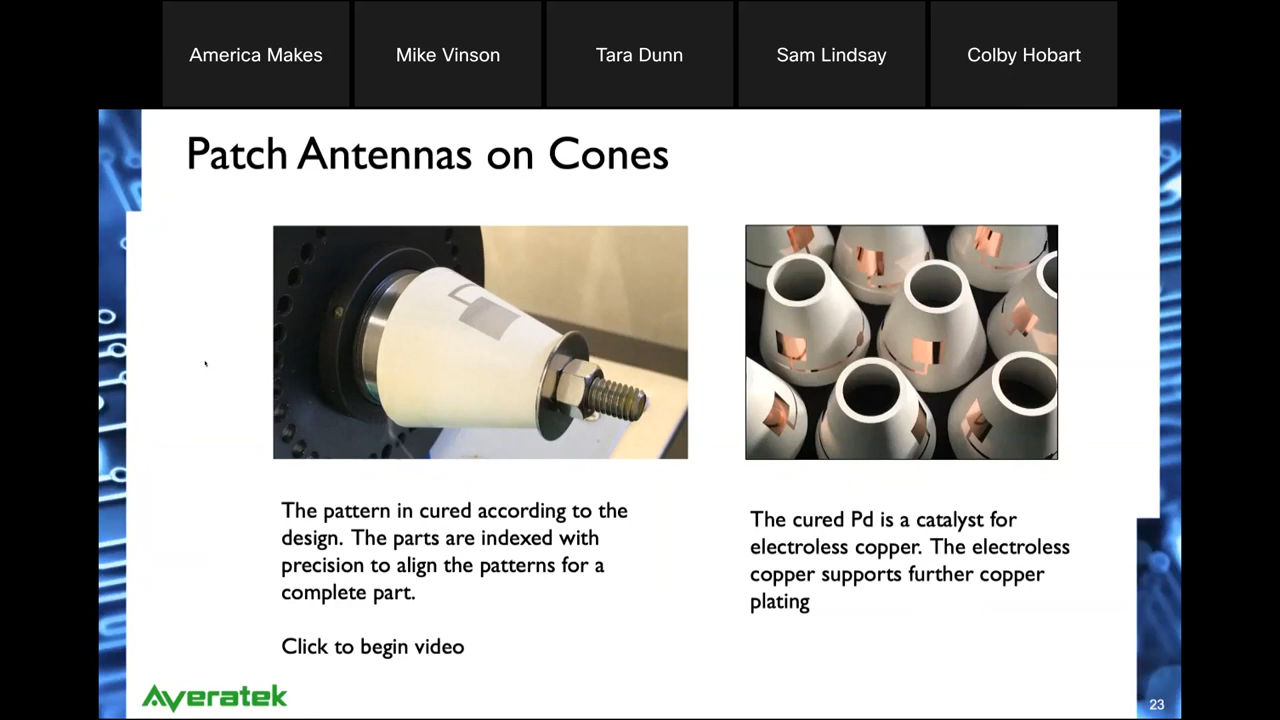 America Makes
Mike Vinson
Tara Dunn
Sam Lindsay
Colby Hobart
Patch Antennas on Cones
The pattern in cured according to the
design. The parts are indexed with
precision to align the patterns for a
complete part.
Click to begin video
The cured Pd is a catalyst for
electroless copper. The electroless
copper supports further copper
plating
Averatek
23